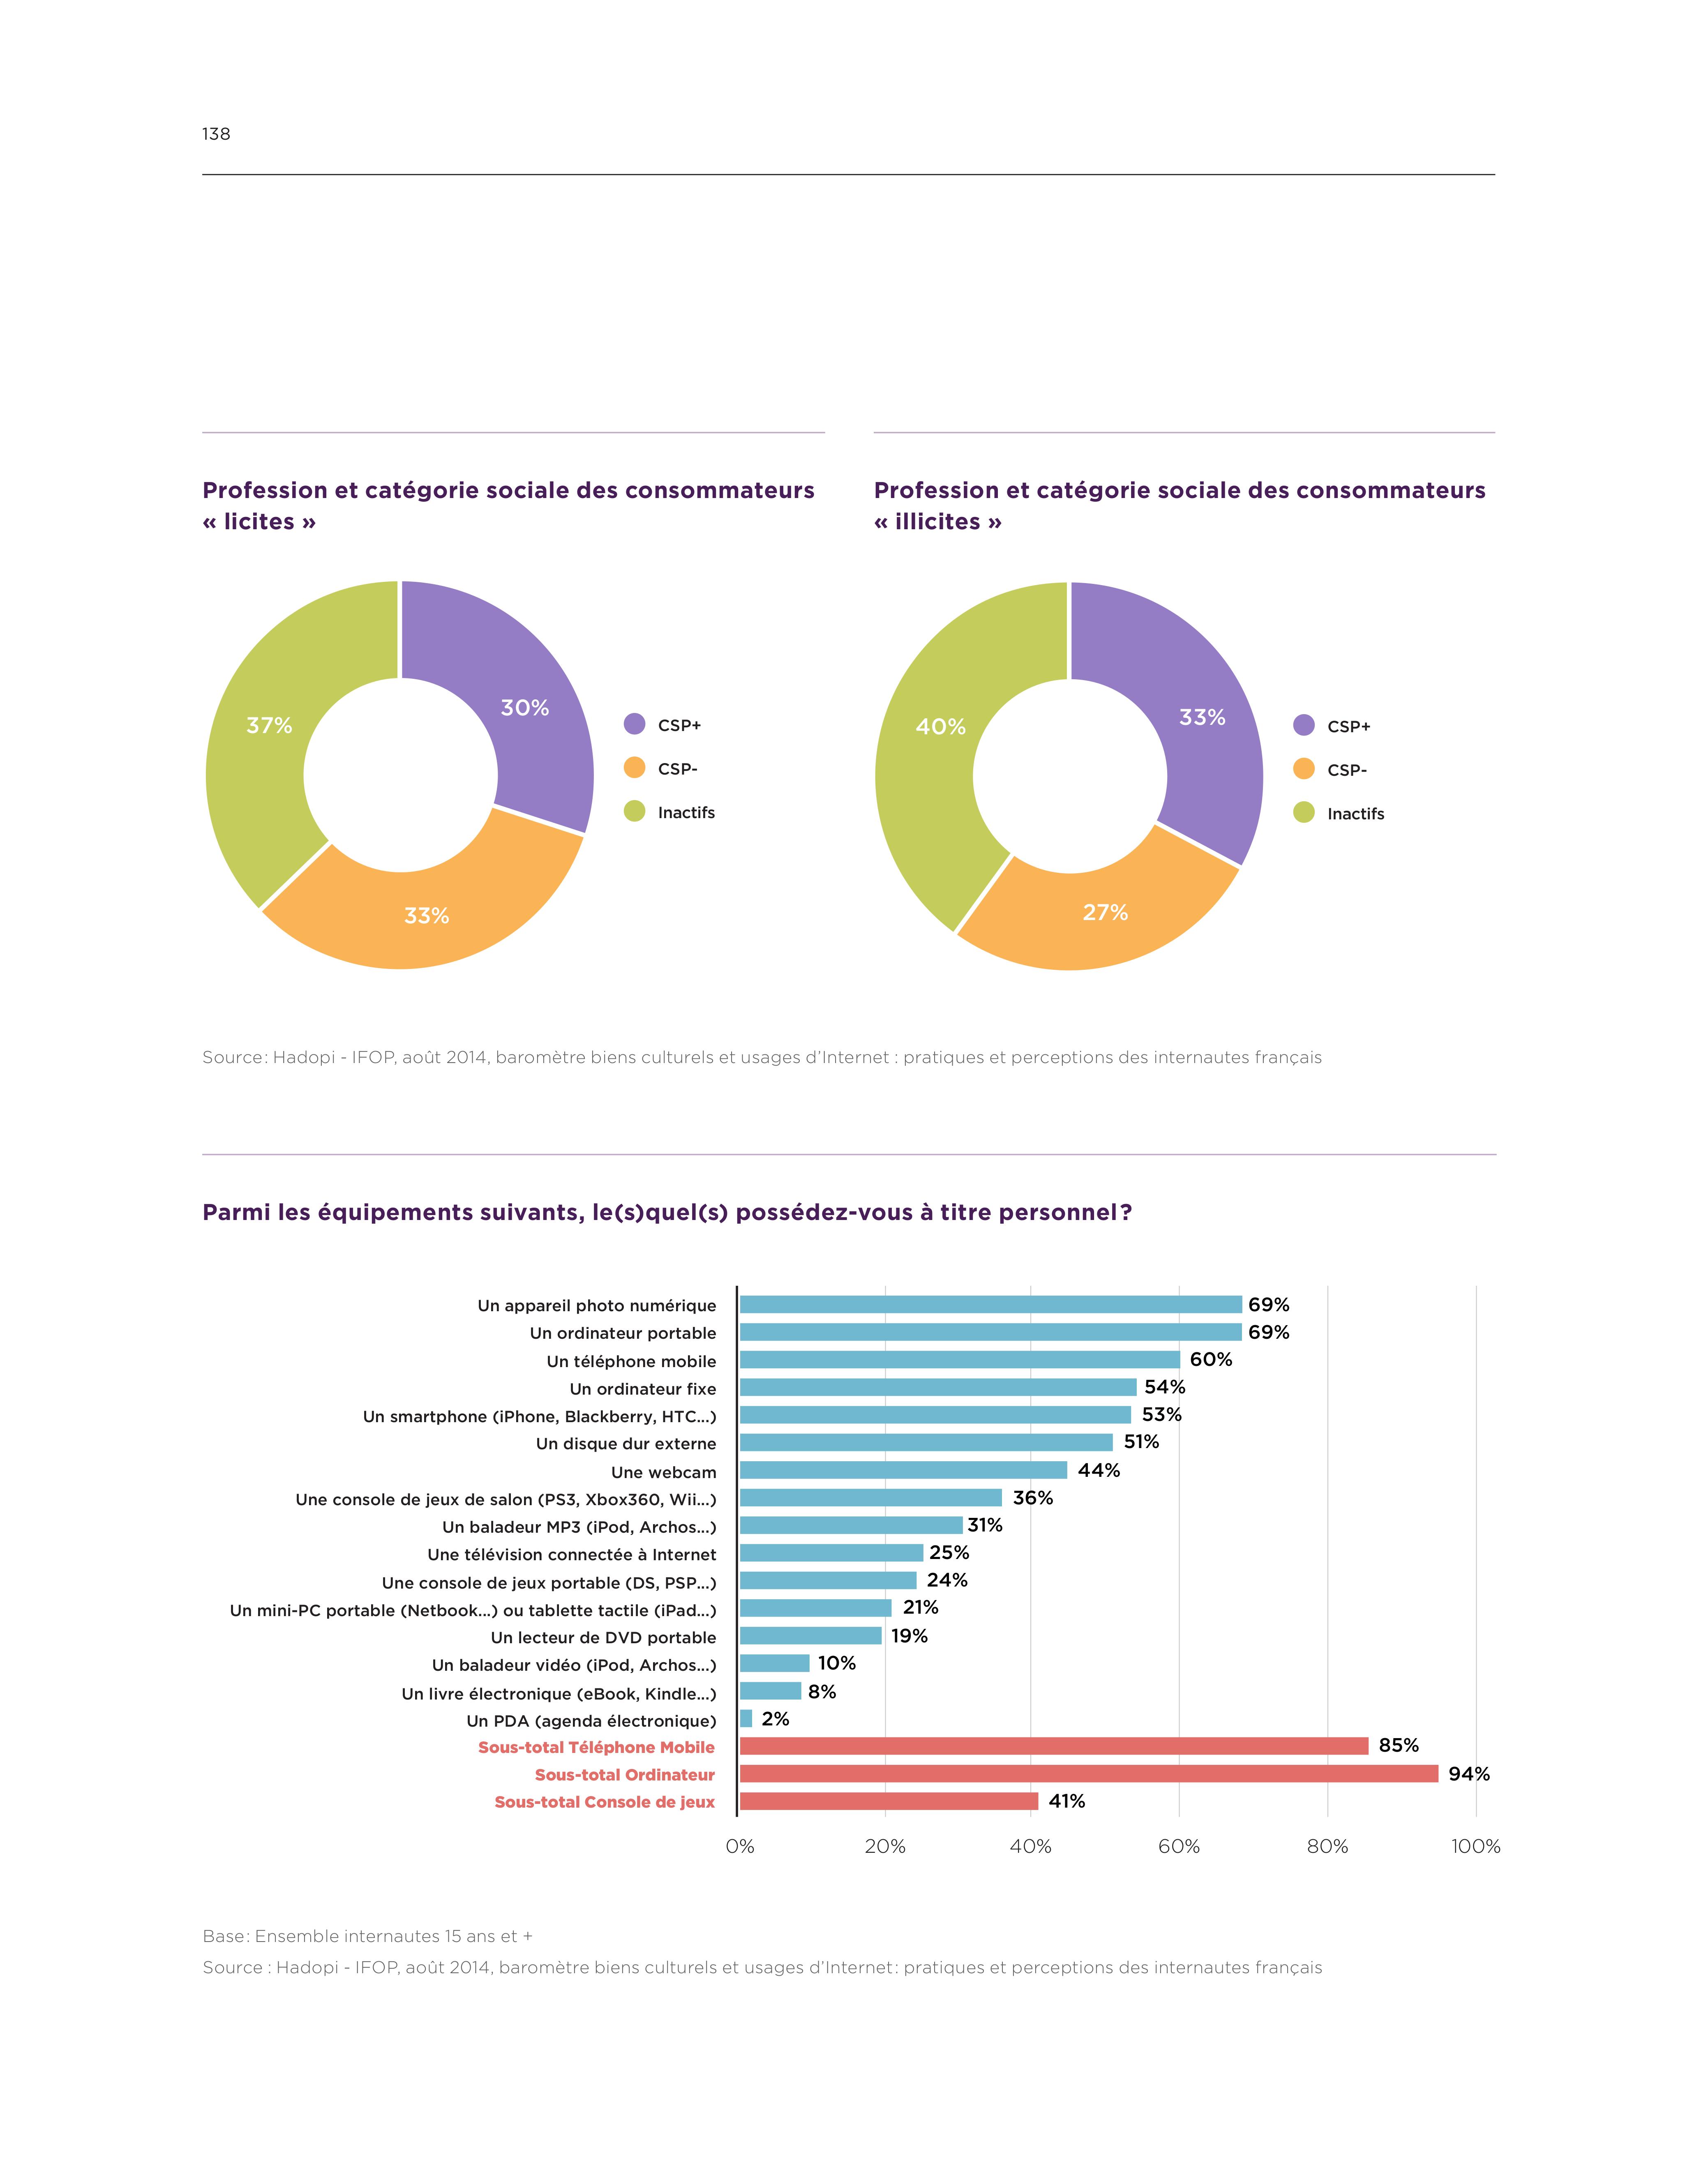 138
Profession et catégorie sociale des consommateurs
« licites »
37%
30%
33%
CSP+
CSP-
Inactifs
Profession et catégorie sociale des consommateurs
« illicites »
40%
33%
27%
CSP+
CSP-
Inactifs
Source : Hadopi - IFOP, août 2014, baromètre biens culturels et usages d’Internet : pratiques et perceptions des internautes français
Parmi les équipements suivants, le(s)quel(s) possédez-vous à titre personnel ?
Un appareil photo numérique 69%
Un ordinateur portable 69%
Un téléphone mobile 60%
Un ordinateur fixe 54%
Un smartphone (iPhone, Blackberry, HTC...) 53%
Un disque dur externe 51%
Une webcam 44%
Une console de jeux de salon (PS3, Xbox360, Wii...) 36%
Un baladeur MP3 (iPod, Archos...) 31%
Une télévision connectée à Internet 25%
Une console de jeux portable (DS, PSP...) 24%
Un mini-PC portable (Netbook...) ou tablette tactile (iPad...) 21%
Un lecteur de DVD portable 19%
Un baladeur vidéo (iPod, Archos...) 10%
Un livre électronique (eBook, Kindle...) 8%
Un PDA (agenda électronique) 2%
Sous-total Téléphone Mobile 85%
Sous-total Ordinateur 94%
Sous-total Console de jeux 41%
0% 20% 40% 60% 80% 100%
Base : Ensemble internautes 15 ans et +
Source : Hadopi - IFOP, août 2014, baromètre biens culturels et usages d’Internet : pratiques et perceptions des internautes français